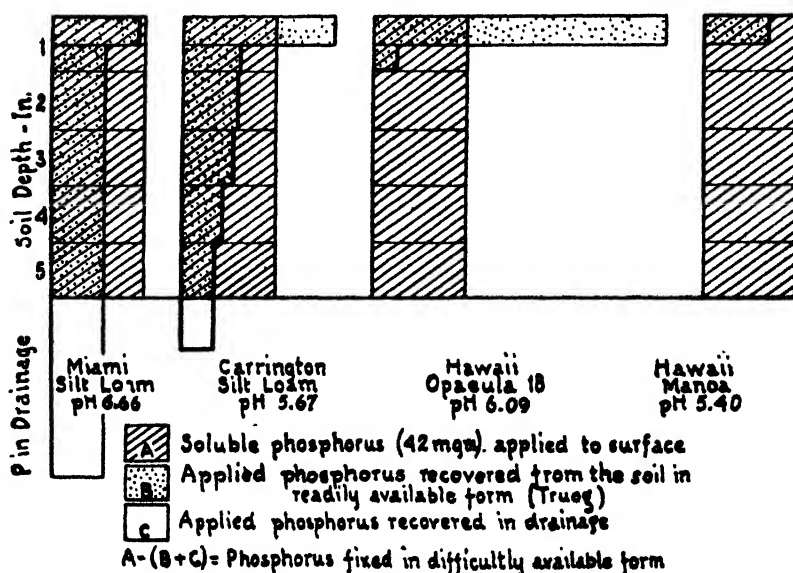 Soil Depth - In.
1
2
3
4
5
P in Drainage
Miami
Silt Loam
pH 6.66
Carrington
Silt Loam
pH 5.67
Hawaii
Opaeula 18
pH 6.09
Hawaii
Manoa
pH 5.40
A Soluble phosphorus (42 mgm). applied to surface
B Applied phosphorus recovered from the soil in
readily available form (Truog)
C Applied phosphorus recovered in drainage
A-(B+C)= Phosphorus fixed in difficultly available form